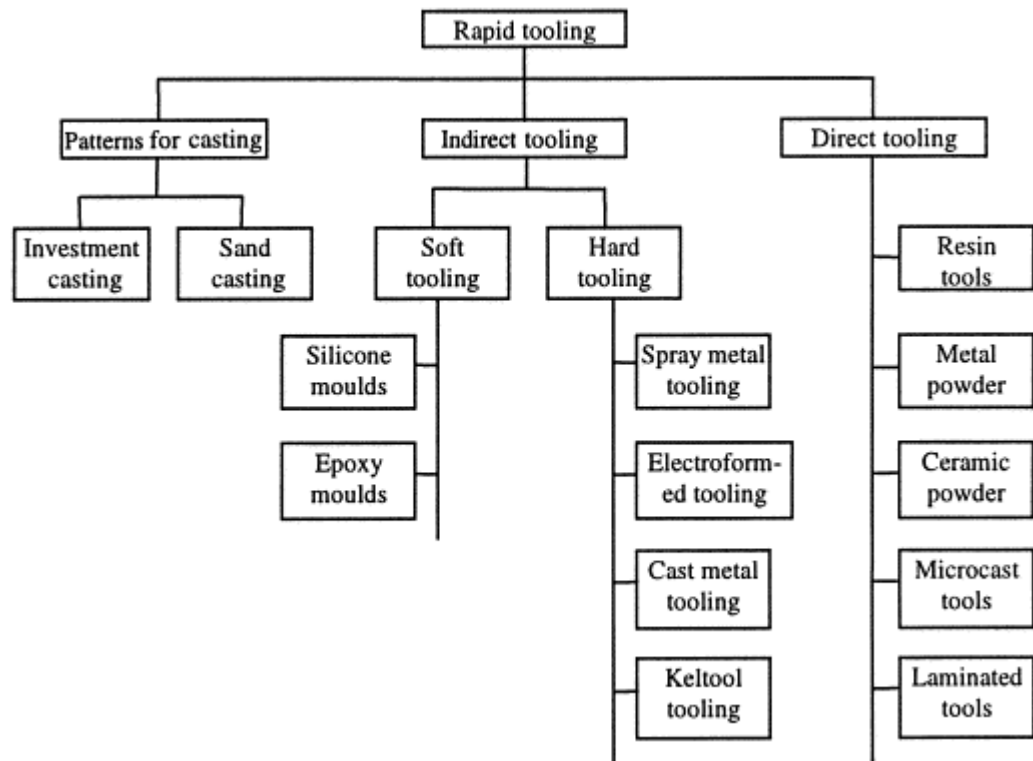 Rapid tooling
Patterns for casting
Indirect tooling
Direct tooling
Investment
casting
Sand
casting
Soft
tooling
Hard
tooling
Silicone
moulds
Epoxy
moulds
Spray metal
tooling
Electroform-
ed tooling
Cast metal
tooling
Keltool
tooling
Resin
tools
Metal
powder
Ceramic
powder
Microcast
tools
Laminated
tools